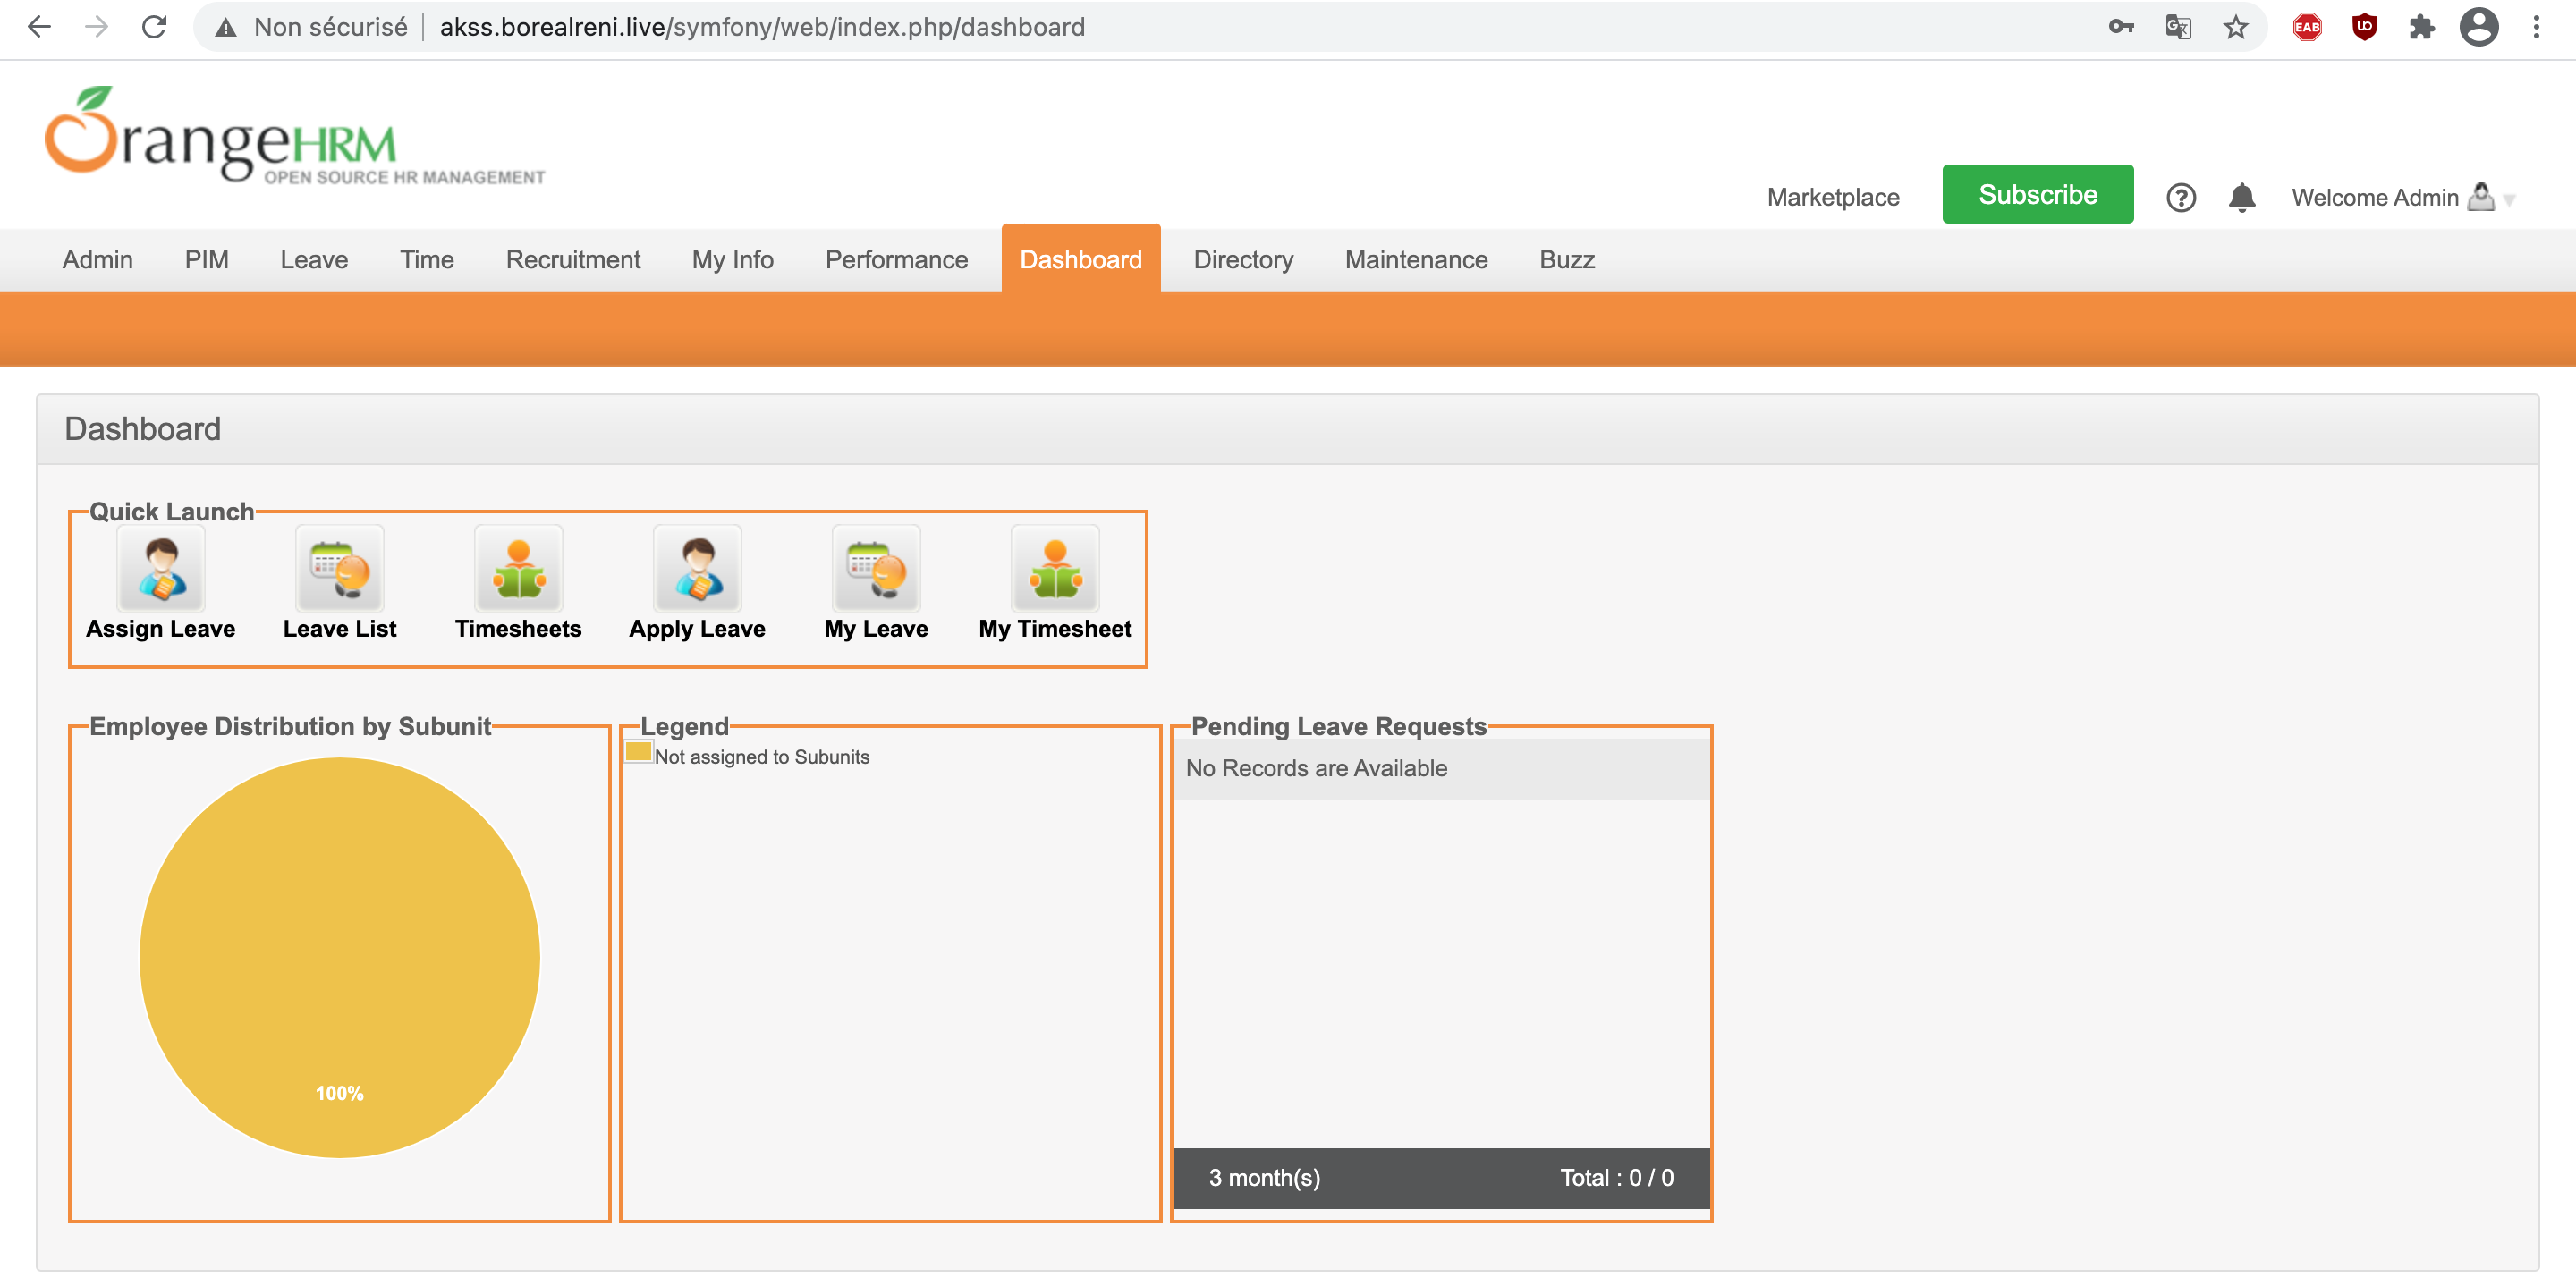 Non sécurisé akss.borealreni.live/symfony/web/index.php/dashboard
EAB
OrangeHRM
OPEN SOURCE HR MANAGEMENT
Marketplace Subscribe ? Welcome Admin
Admin PIM Leave Time Recruitment My Info Performance Dashboard Directory Maintenance Buzz
Dashboard
Quick Launch
Assign Leave Leave List Timesheets Apply Leave My Leave My Timesheet
Employee Distribution by Subunit
100%
Legend
Not assigned to Subunits
Pending Leave Requests
No Records are Available
3 month(s) Total : 0 / 0